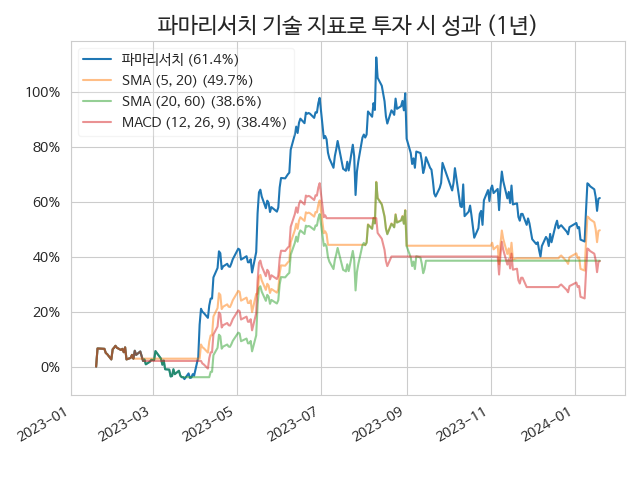 파마리서치 기술 지표로 투자 시 성과 (1년)
파마리서치 (61.4%)
SMA (5, 20) (49.7%)
SMA (20, 60) (38.6%)
MACD (12, 26, 9) (38.4%)
100%
80%
60%
40%
20%
0%
2023-01
2023-03
2023-05
2023-07
2023-09
2023-11
2024-01